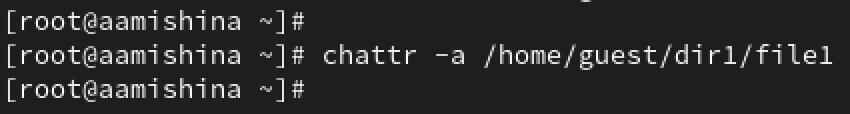 [root@aamishina ~]#
[root@aamishina ~]# chattr -a /home/guest/dir1/file1
[root@aamishina ~]#